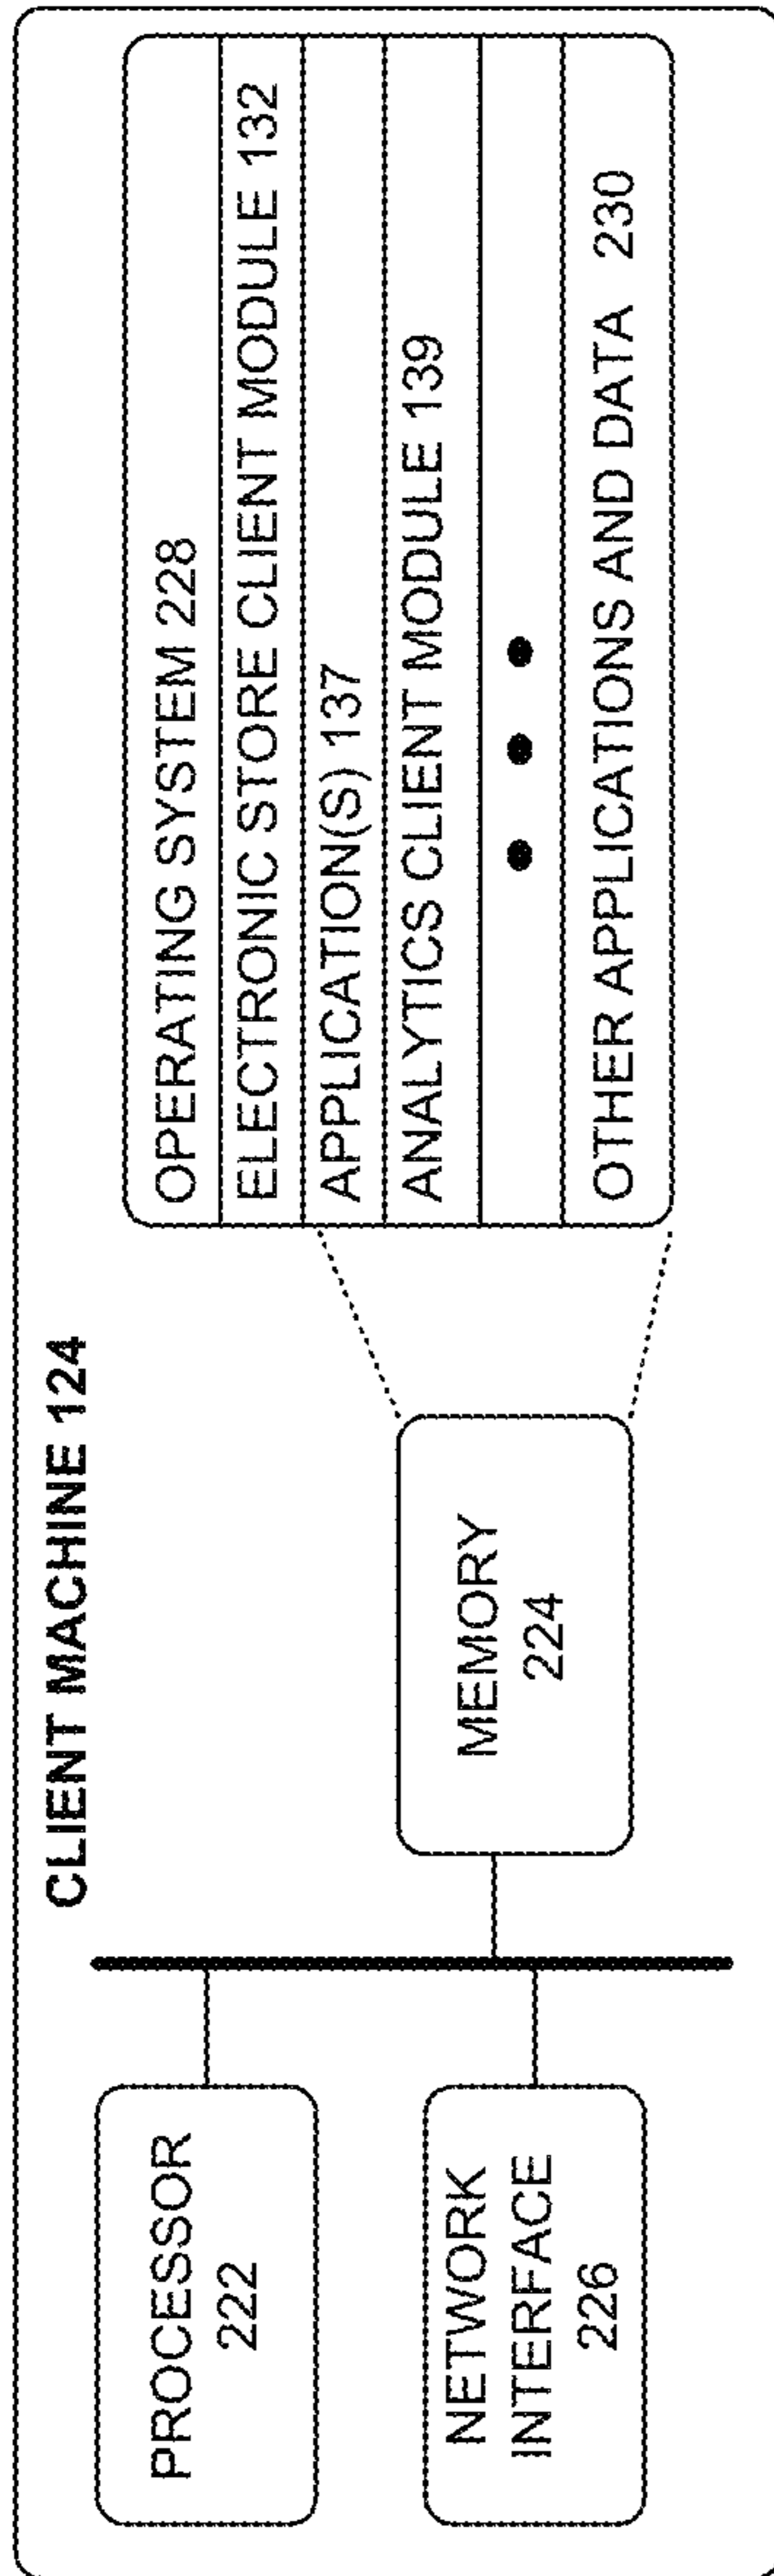 CLIENT MACHINE 124
PROCESSOR
222
NETWORK
INTERFACE
226
MEMORY
224
OPERATING SYSTEM 228
ELECTRONIC STORE CLIENT MODULE 132
APPLICATION(S) 137
ANALYTICS CLIENT MODULE 139
OTHER APPLICATIONS AND DATA 230